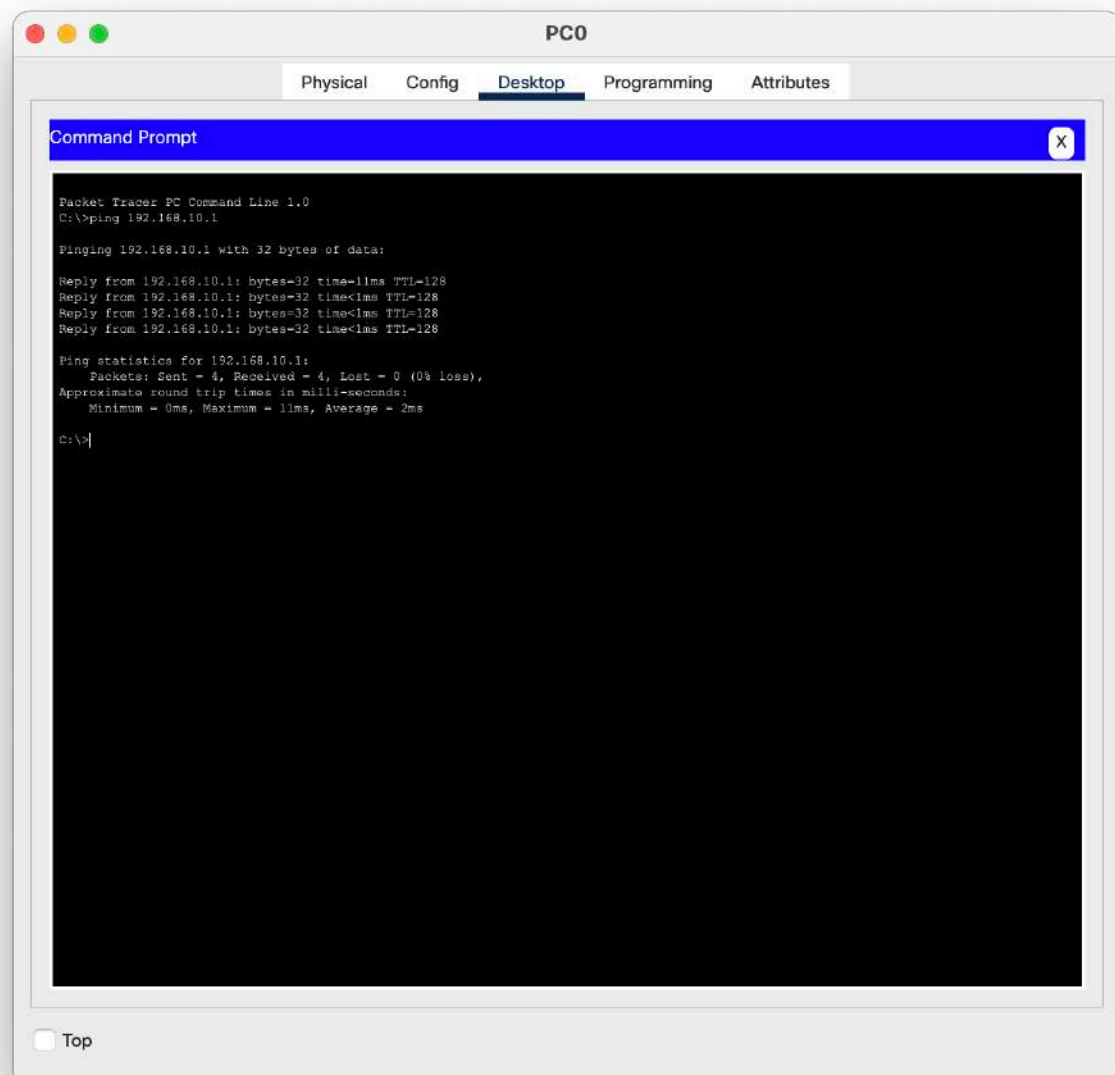 PC0
Physical Config Desktop Programming Attributes
Command Prompt
X
Packet Tracer PC Command Line 1.0
C:\>ping 192.168.10.1
Pinging 192.168.10.1 with 32 bytes of data:
Reply from 192.168.10.1: bytes=32 time=11ms TTL=128
Reply from 192.168.10.1: bytes=32 time<1ms TTL=128
Reply from 192.168.10.1: bytes=32 time<1ms TTL=128
Reply from 192.168.10.1: bytes=32 time<1ms TTL=128
Ping statistics for 192.168.10.1:
Packets: Sent = 4, Received = 4, Lost = 0 (0% loss),
Approximate round trip times in milli-seconds:
Minimum = 0ms, Maximum = 11ms, Average = 2ms
C:\>
Top